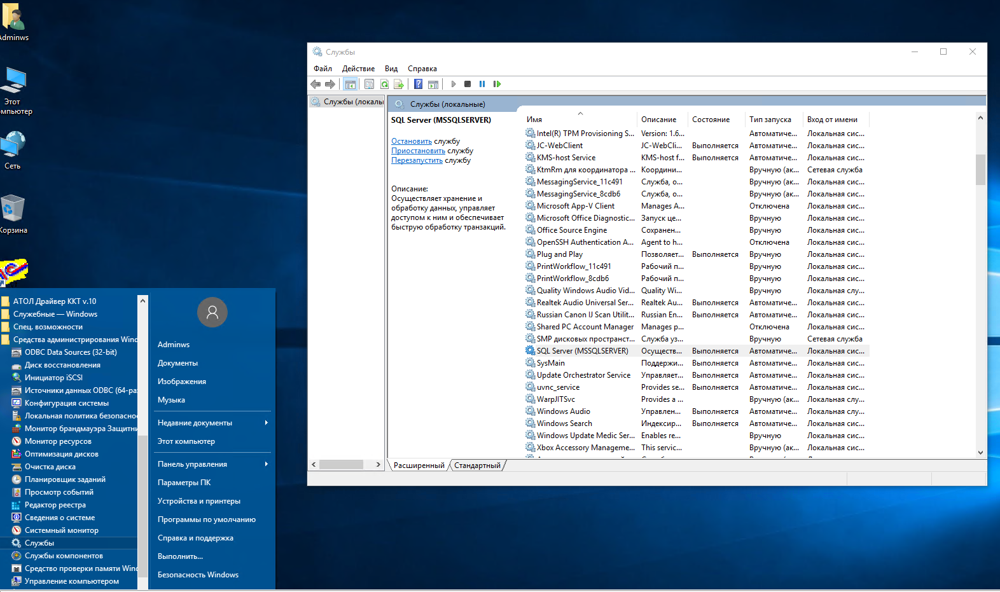 Adminws
Этот
мпьютер
Сеть
Корзина
АТОЛ Драйвер ККТ v.10
Служебные — Windows
Спец. возможности
Средства администрирования Wind
ODBC Data Sources (32-bit)
Диск восстановления
Инициатор iSCSI
Источники данных ODBC (64-ра
Конфигурация системы
Локальная политика безопасно
Монитор брандмауэра Защитни
Монитор ресурсов
Оптимизация дисков
Очистка диска
Планировщик заданий
Просмотр событий
Редактор реестра
Сведения о системе
Системный монитор
Службы
Службы компонентов
Средство проверки памяти Wind
Управление компьютером
Adminws
Документы
Изображения
Музыка
Недавние документы
Этот компьютер
Панель управления
Параметры ПК
Устройства и принтеры
Программы по умолчанию
Справка и поддержка
Выполнить...
Безопасность Windows
Службы
Файл Действие Вид Справка
Службы (локалы
Службы (локальные)
SQL Server (MSSQLSERVER)
Остановить службу
Приостановить службу
Перезапустить службу
Описание:
Осуществляет хранение и
обработку данных, управляет
доступом к ним и обеспечивает
быструю обработку транзакций.
Имя Описание Состояние Тип запуска Вход от имени
Intel(R) TPM Provisioning S... Version: 1.6... Автоматиче... Локальная сис...
JC-WebClient JC-WebCli... Выполняется Автоматиче... Локальная сис...
KMS-host Service KMS-host f... Выполняется Автоматиче... Локальная сис...
KtmRm для координатора ... Координи... Вручную (ак... Сетевая служба
MessagingService_11c491 Служба, о... Вручную (ак... Локальная сис...
MessagingService_8cdb6 Служба, о... Вручную (ак... Локальная сис...
Microsoft App-V Client Manages A... Отключена Локальная сис...
Microsoft Office Diagnostic... Запуск це... Вручную Локальная сис...
Office Source Engine Сохранен... Вручную Локальная сис...
OpenSSH Authentication A... Agent to h... Отключена Локальная сис...
Plug and Play Позволяет... Выполняется Вручную Локальная сис...
PrintWorkflow_11c491 Рабочий п... Вручную Локальная сис...
PrintWorkflow_8cdb6 Рабочий п... Вручную Локальная сис...
Quality Windows Audio Vid... Quality Wi... Вручную Локальная слу...
Realtek Audio Universal Ser... Realtek Au... Выполняется Автоматиче... Локальная сис...
Russian Canon IJ Scan Utilit... Russian En... Выполняется Автоматиче... Локальная сис...
Shared PC Account Manager Manages p... Отключена Локальная сис...
SMP дисковых пространст... Служба уз... Вручную Сетевая служба
SQL Server (MSSQLSERVER) Осуществ... Выполняется Автоматиче... Локальная сис...
SysMain Поддержи... Выполняется Автоматиче... Локальная сис...
Update Orchestrator Service Управляет... Выполняется Автоматиче... Локальная сис...
uvnc_service Provides se... Выполняется Автоматиче... Локальная сис...
WarpJITSvc Provides a ... Вручную (ак... Локальная слу...
Windows Audio Управлен... Выполняется Автоматиче... Локальная слу...
Windows Search Индексир... Выполняется Автоматиче... Локальная сис...
Windows Update Medic Ser... Enables re... Вручную Локальная сис...
Xbox Accessory Manageme... This servic... Вручную (ак... Локальная сис...
Расширенный Стандартный